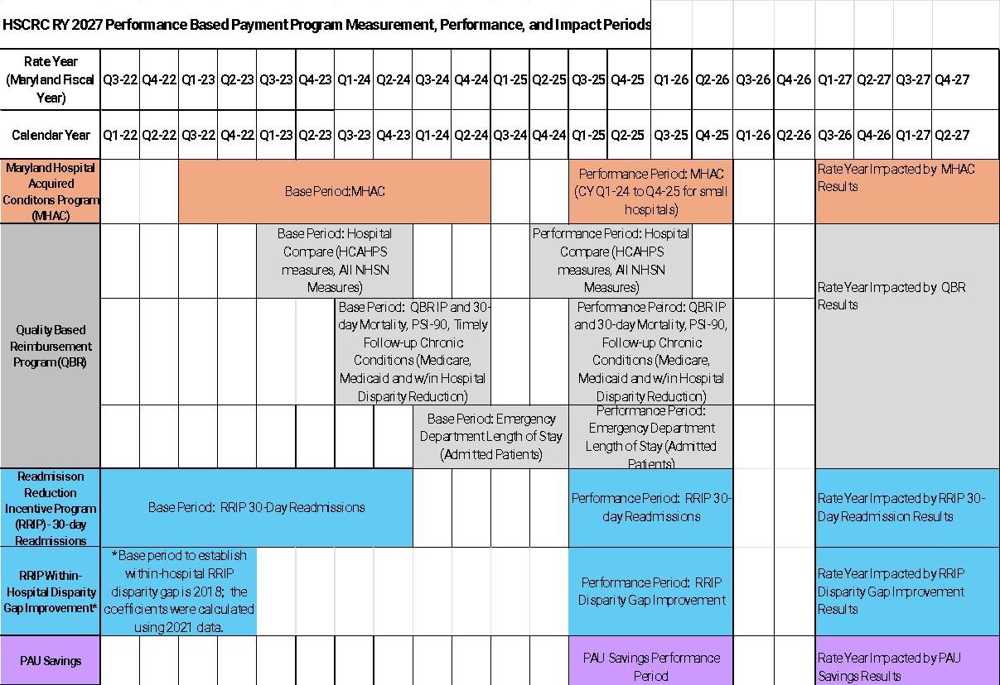 HSCRC RY 2027 Performance Based Payment Program Measurement, Performance, and Impact Periods
Rate Year
(Maryland Fiscal
Year)
Q3-22 Q4-22 Q1-23 Q2-23 Q3-23 Q4-23 Q1-24 Q2-24 Q3-24 Q4-24 Q1-25 Q2-25 Q3-25 Q4-25 Q1-26 Q2-26 Q3-26 Q4-26 Q1-27 Q2-27 Q3-27 Q4-27
Calendar Year
Q1-22 Q2-22 Q3-22 Q4-22 Q1-23 Q2-23 Q3-23 Q4-23 Q1-24 Q2-24 Q3-24 Q4-24 Q1-25 Q2-25 Q3-25 Q4-25 Q1-26 Q2-26 Q3-26 Q4-26 Q1-27 Q2-27
Maryland Hospital
Acquired
Conditons Program
(MHAC)
Base Period:MHAC
Performance Period: MHAC
(CY Q1-24 to Q4-25 for small
hospitals)
Rate Year Impacted by MHAC
Results
Quality Based
Reimbursement
Program (QBR)
Base Period: Hospital
Compare (HCAHPS
measures, All NHSN
Measures)
Performance Period: Hospital
Compare (HCAHPS
measures, All NHSN
Measures)
Rate Year Impacted by QBR
Results
Base Period: QBR IP and 30-
day Mortality, PSI-90, Timely
Follow-up Chronic
Conditions (Medicare,
Medicaid and w/in Hospital
Disparity Reduction)
Performance Peirod: QBR IP
and 30-day Mortality, PSI-90,
Follow-up Chronic
Conditions (Medicare,
Medicaid and w/in Hospital
Disparity Reduction)
Base Period: Emergency
Department Length of Stay
(Admitted Patients)
Performance Period:
Emergency Department
Length of Stay (Admitted
Patients)
Readmisison
Reduction
Incentive Program
(RRIP) - 30-day
Readmissions
Base Period: RRIP 30-Day Readmissions
Performance Period: RRIP 30-
day Readmissions
Rate Year Impacted by RRIP 30-
Day Readmission Results
RRIP Within-
Hospital Disparity
Gap Improvement*
*Base period to establish
within-hospital RRIP
disparity gap is 2018; the
coefficients were calculated
using 2021 data.
Performance Period: RRIP
Disparity Gap Improvement
Rate Year Impacted by RRIP
Disparity Gap Improvement
Results
PAU Savings
PAU Savings Performance
Period
Rate Year Impacted by PAU
Savings Results